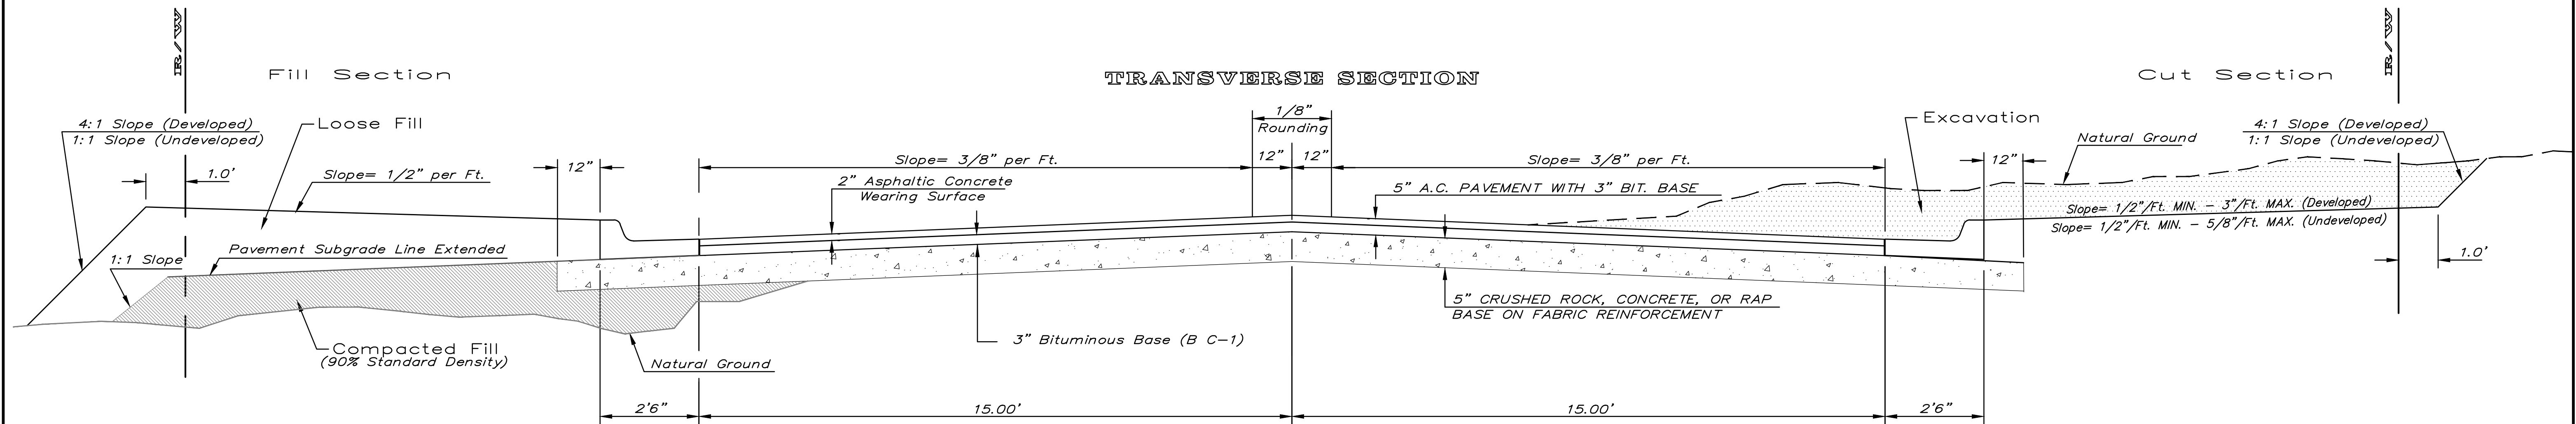 R/W
Fill Section
TRANSVERSE SECTION
Cut Section
R/W
4:1 Slope (Developed)
1:1 Slope (Undeveloped)
Loose Fill
1/8"
Rounding
Excavation
Natural Ground
4:1 Slope (Developed)
1:1 Slope (Undeveloped)
1.0'
Slope= 1/2" per Ft.
12"
Slope= 3/8" per Ft.
12"
12"
Slope= 3/8" per Ft.
12"
2" Asphaltic Concrete
Wearing Surface
5" A.C. PAVEMENT WITH 3" BIT. BASE
Slope= 1/2"/Ft. MIN. - 3"/Ft. MAX. (Developed)
Slope= 1/2"/Ft. MIN. - 5/8"/Ft. MAX. (Undeveloped)
Pavement Subgrade Line Extended
1:1 Slope
1.0'
5" CRUSHED ROCK, CONCRETE, OR RAP
BASE ON FABRIC REINFORCEMENT
3" Bituminous Base (B C-1)
Compacted Fill
(90% Standard Density)
Natural Ground
2'6"
15.00'
15.00'
2'6"